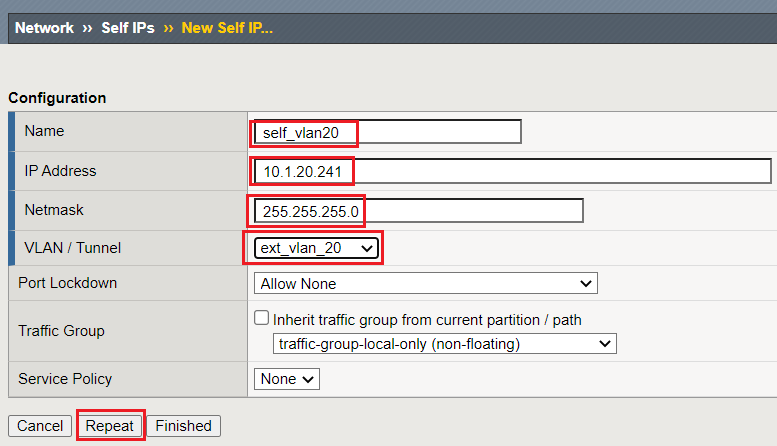 Network ›› Self IPs ›› New Self IP...
Configuration
Name self_vlan20
IP Address 10.1.20.241
Netmask 255.255.255.0
VLAN / Tunnel ext_vlan_20
Port Lockdown Allow None
Traffic Group Inherit traffic group from current partition / path
traffic-group-local-only (non-floating)
Service Policy None
Cancel Repeat Finished